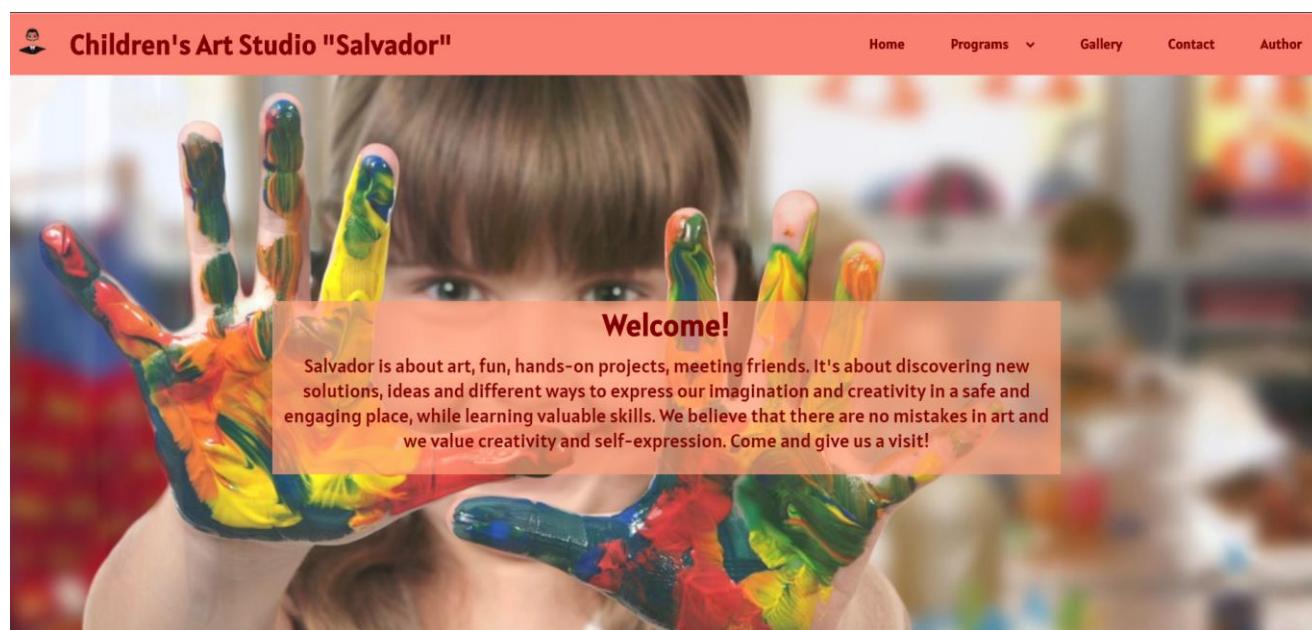 Children's Art Studio "Salvador"
Home Programs Gallery Contact Author
Welcome!
Salvador is about art, fun, hands-on projects, meeting friends. It's about discovering new
solutions, ideas and different ways to express our imagination and creativity in a safe and
engaging place, while learning valuable skills. We believe that there are no mistakes in art and
we value creativity and self-expression. Come and give us a visit!